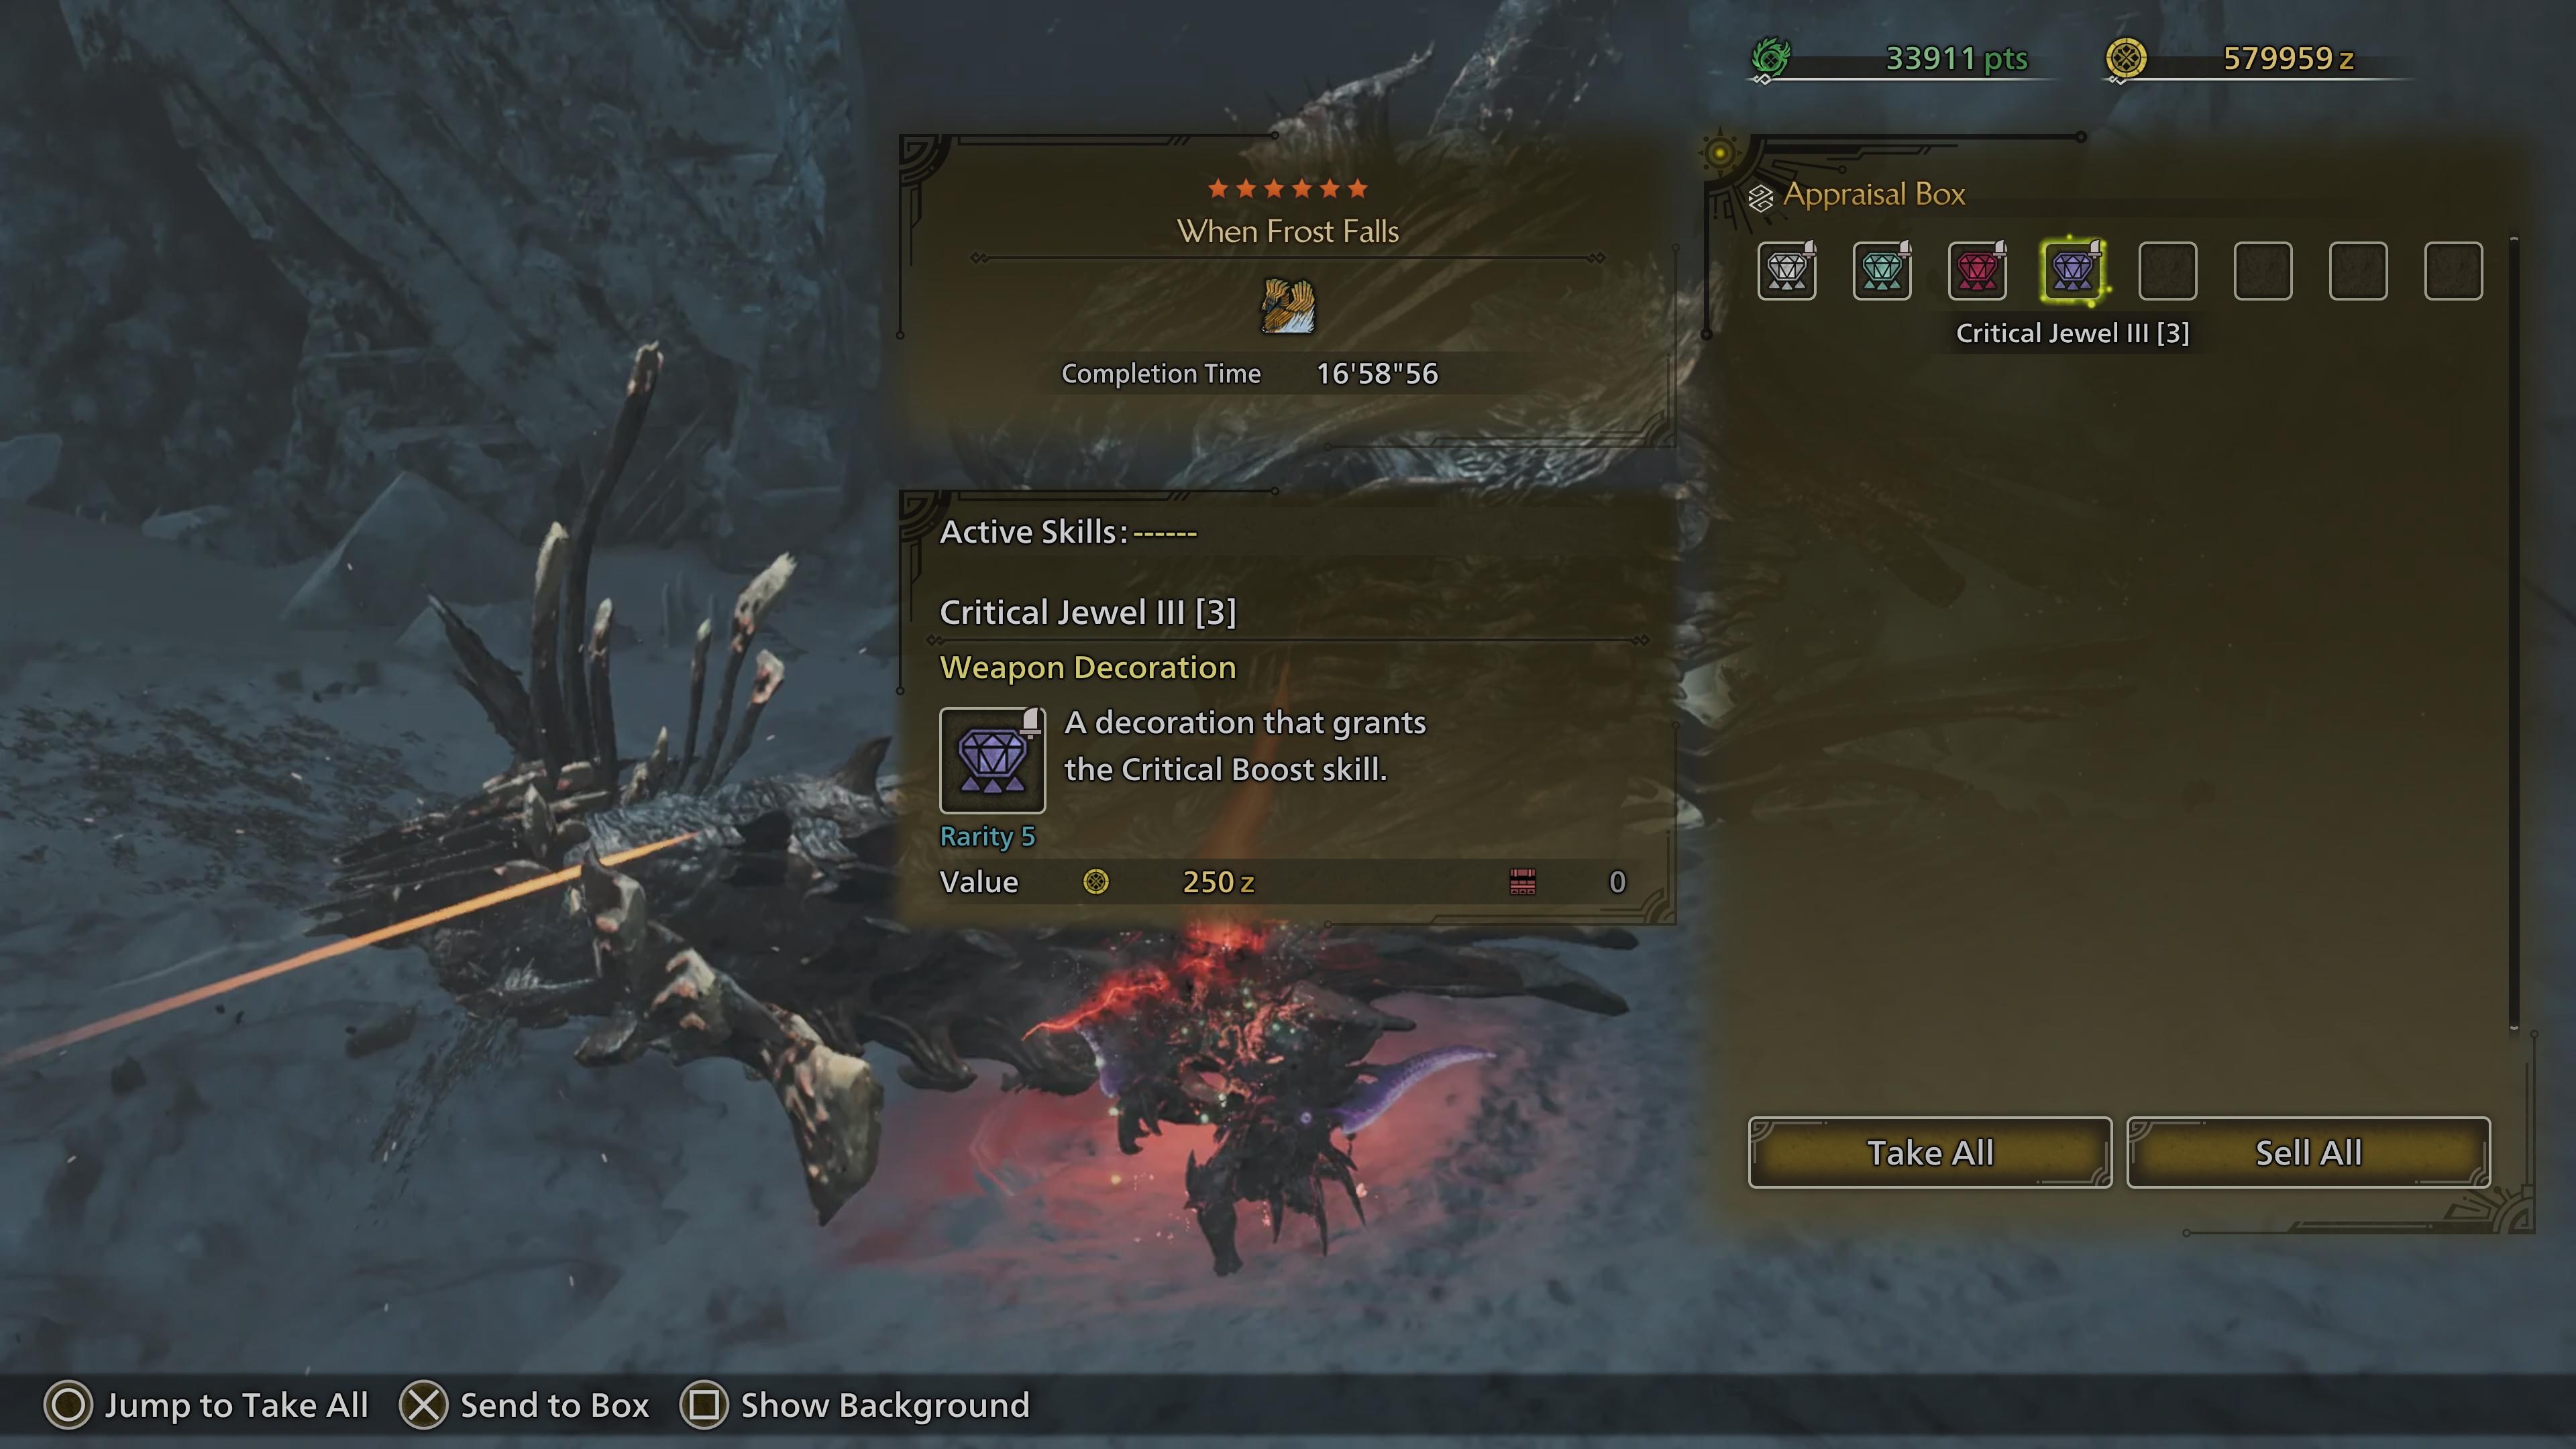 33911 pts
579959 z
When Frost Falls
Completion Time 16'58"56
Appraisal Box
Critical Jewel III [3]
Active Skills: ------
Critical Jewel III [3]
Weapon Decoration
A decoration that grants
the Critical Boost skill.
Rarity 5
Value 250 z 0
Take All
Sell All
Jump to Take All
Send to Box
Show Background